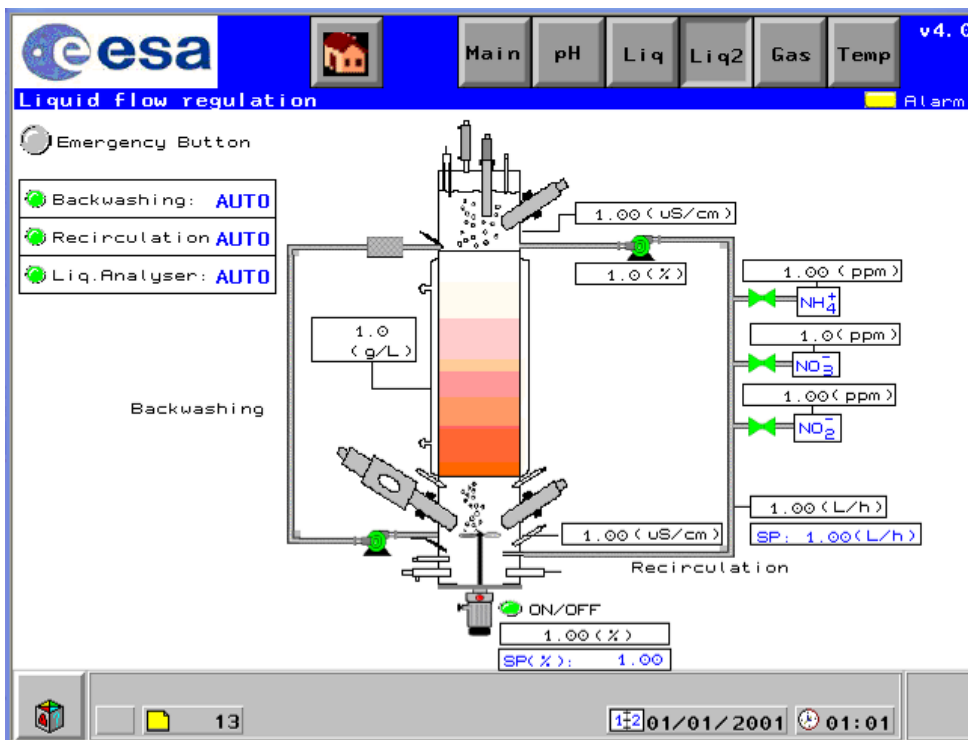 esa
Main pH Liq Liq2 Gas Temp
v4.0
Liquid flow regulation
Alarm
Emergency Button
Backwashing: AUTO
Recirculation AUTO
Liq.Analyser: AUTO
1.00(uS/cm)
1.0(%)
1.00(ppm)
NH4+
1.0(ppm)
NO3-
1.00(ppm)
NO2-
1.0
(g/L)
Backwashing
1.00(L/h)
SP: 1.00(L/h)
1.00(uS/cm)
Recirculation
ON/OFF
1.00(%)
SP(%): 1.00
13
1 2 01/01/2001 01:01